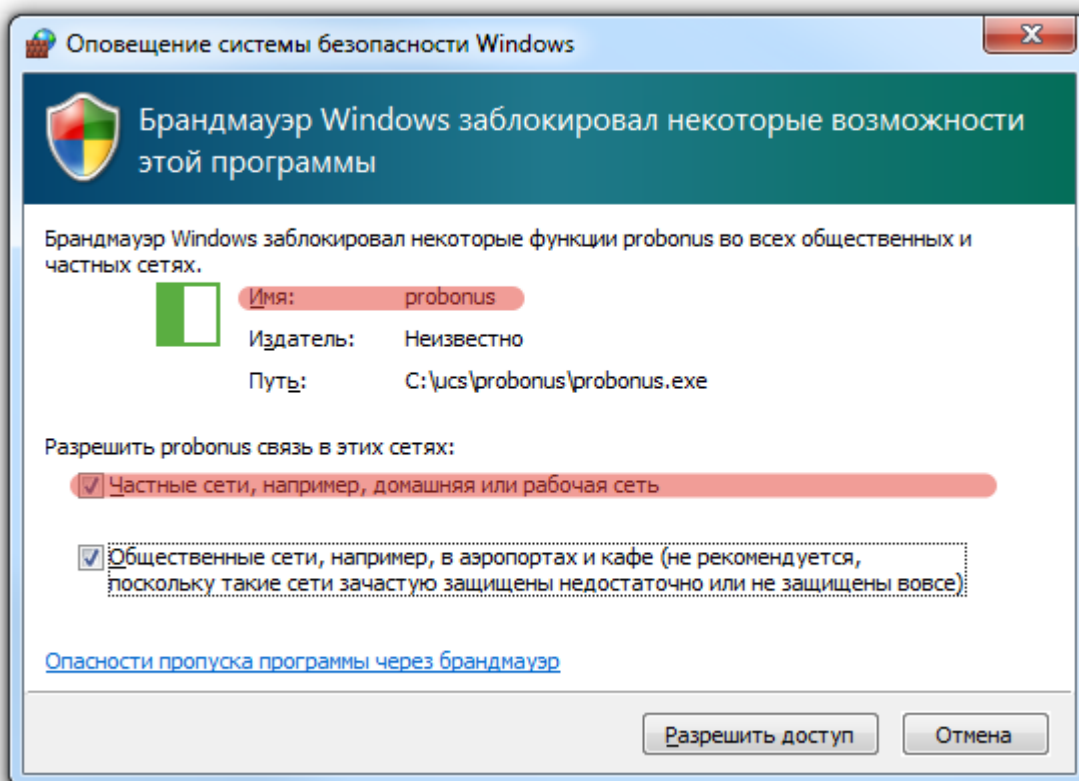 Оповещение системы безопасности Windows
Брандмауэр Windows заблокировал некоторые возможности
этой программы
Брандмауэр Windows заблокировал некоторые функции probonus во всех общественных и
частных сетях.
Имя: probonus
Издатель: Неизвестно
Путь: C:\ucs\probonus\probonus.exe
Разрешить probonus связь в этих сетях:
Частные сети, например, домашняя или рабочая сеть
Общественные сети, например, в аэропортах и кафе (не рекомендуется,
поскольку такие сети зачастую защищены недостаточно или не защищены вовсе)
Опасности пропуска программы через брандмауэр
Разрешить доступ Отмена